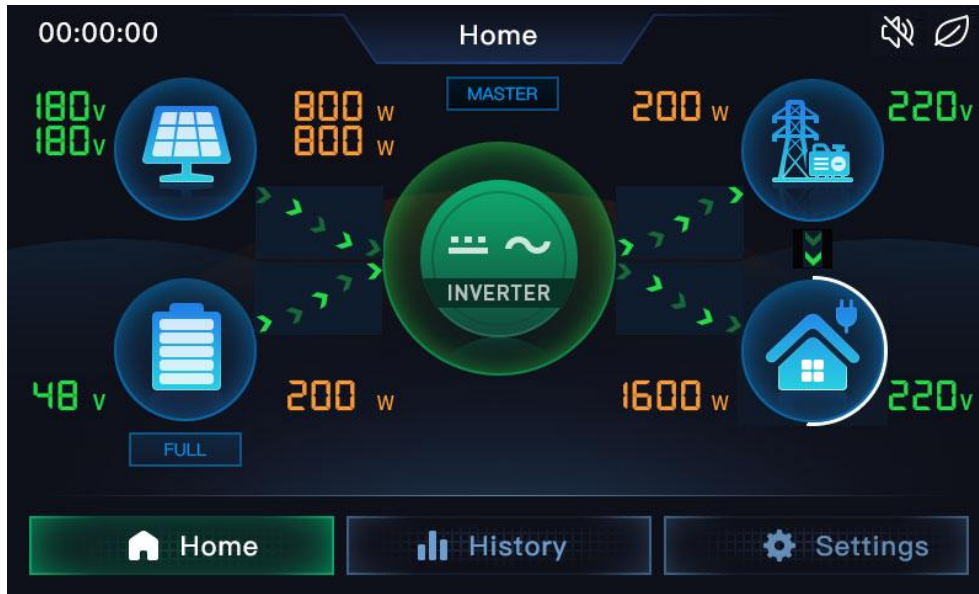 00:00:00
Home
MASTER
180V
180V
800 W
800 W
200 W
220V
INVERTER
48 V
200 W
1600 W
220V
FULL
Home
History
Settings